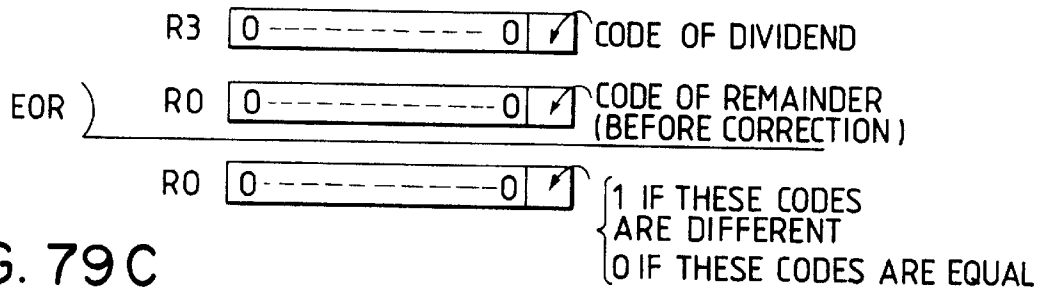 R3 0 ---------- 0 CODE OF DIVIDEND
EOR ) R0 0 ----------- 0 CODE OF REMAINDER
(BEFORE CORRECTION)
R0 0 ----------- 0 1 IF THESE CODES
ARE DIFFERENT
0 IF THESE CODES ARE EQUAL
G. 79C